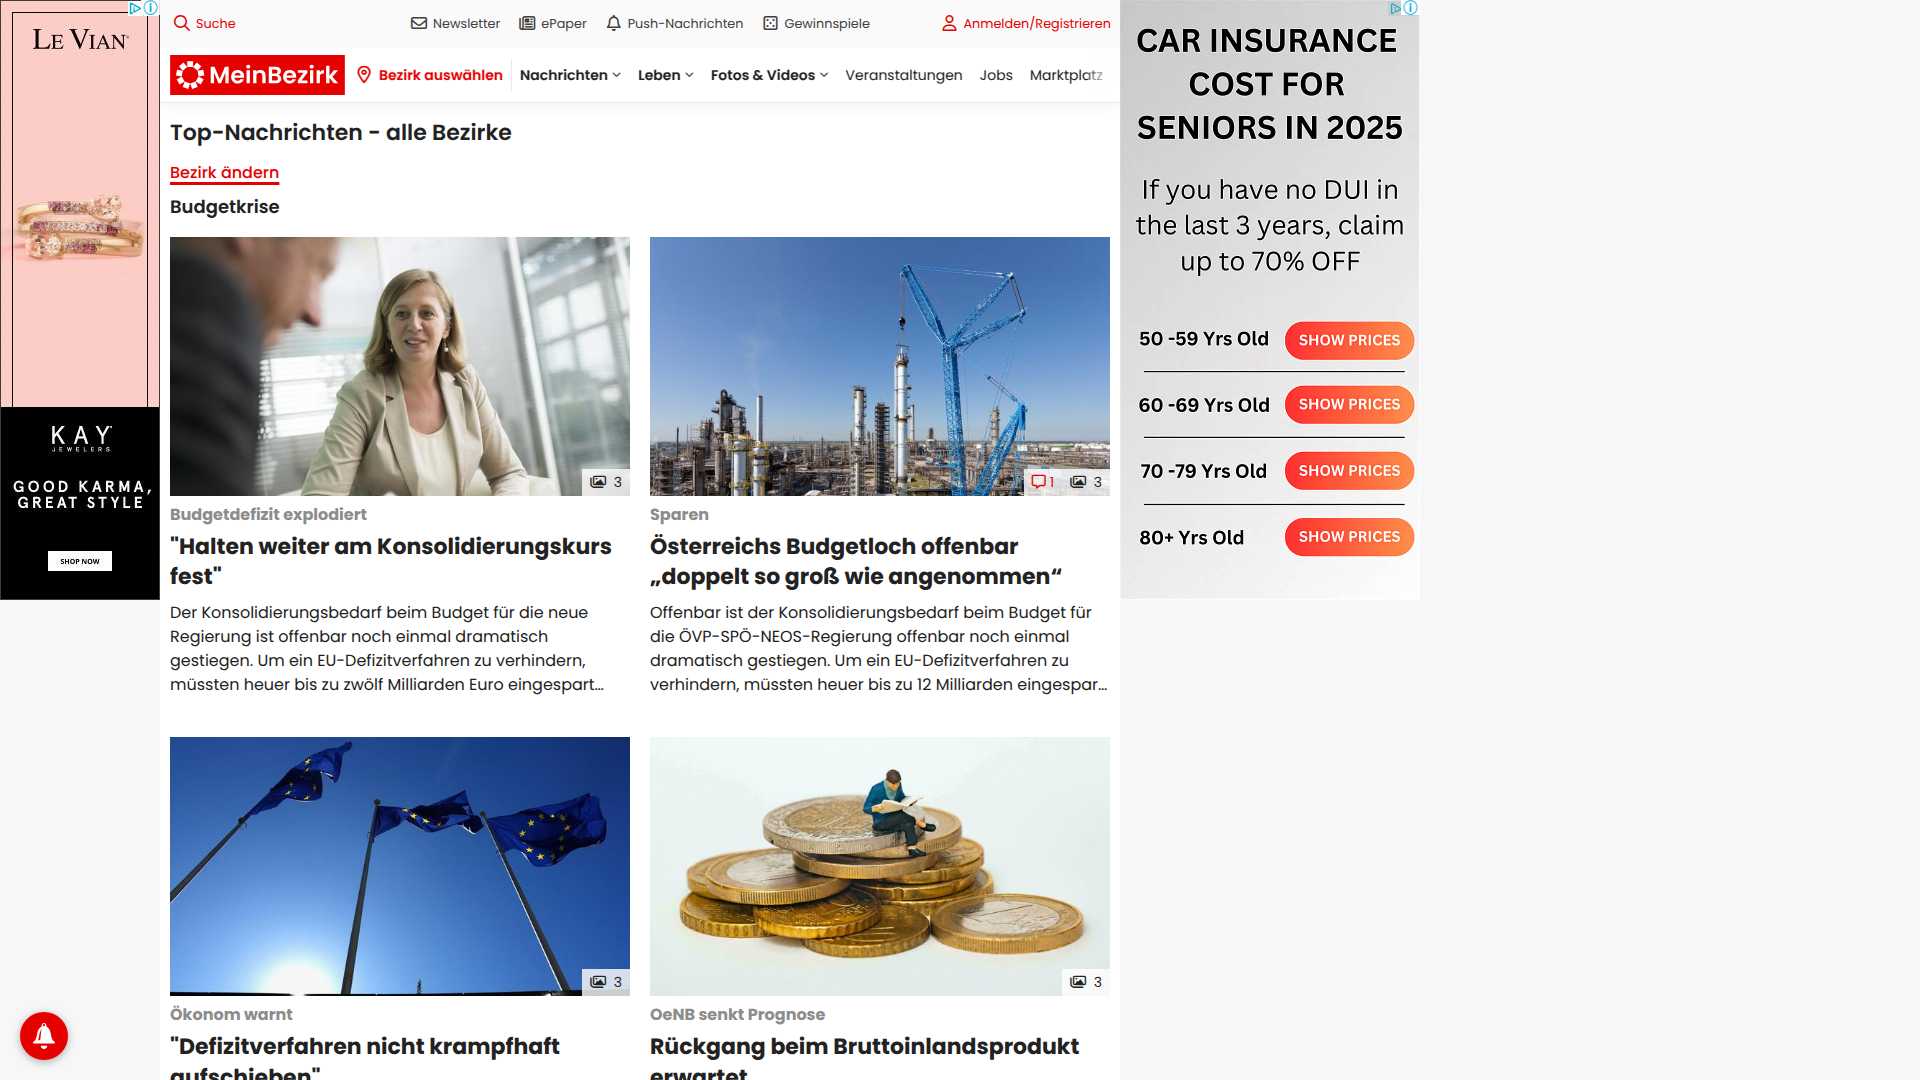 LE VIAN
KAY
JEWELERS
GOOD KARMA,
GREAT STYLE
SHOP NOW
Suche
Newsletter
ePaper
Push-Nachrichten
Gewinnspiele
Anmelden/Registrieren
MeinBezirk
Bezirk auswählen
Nachrichten
Leben
Fotos & Videos
Veranstaltungen
Jobs
Marktplatz
Top-Nachrichten - alle Bezirke
Bezirk ändern
Budgetkrise
3
Budgetdefizit explodiert
"Halten weiter am Konsolidierungskurs
fest"
Der Konsolidierungsbedarf beim Budget für die neue
Regierung ist offenbar noch einmal dramatisch
gestiegen. Um ein EU-Defizitverfahren zu verhindern,
müssten heuer bis zu zwölf Milliarden Euro eingespart...
1
3
Sparen
Österreichs Budgetloch offenbar
„doppelt so groß wie angenommen“
Offenbar ist der Konsolidierungsbedarf beim Budget für
die ÖVP-SPÖ-NEOS-Regierung offenbar noch einmal
dramatisch gestiegen. Um ein EU-Defizitverfahren zu
verhindern, müssten heuer bis zu 12 Milliarden eingespar...
3
Ökonom warnt
"Defizitverfahren nicht krampfhaft
aufschieben"
3
OeNB senkt Prognose
Rückgang beim Bruttoinlandsprodukt
erwartet
CAR INSURANCE
COST FOR
SENIORS IN 2025
If you have no DUI in
the last 3 years, claim
up to 70% OFF
50 -59 Yrs Old
SHOW PRICES
60 -69 Yrs Old
SHOW PRICES
70 -79 Yrs Old
SHOW PRICES
80+ Yrs Old
SHOW PRICES